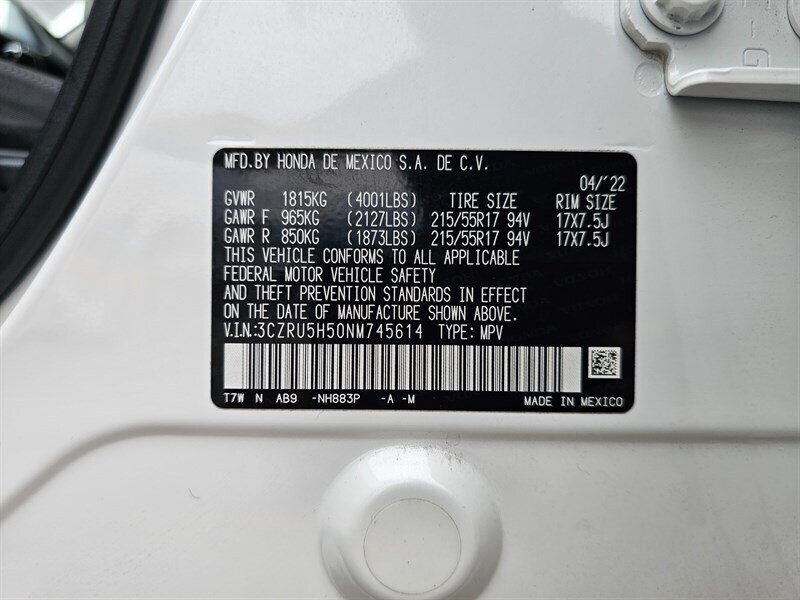 MFD.BY HONDA DE MEXICO S.A. DE C.V.
04/'22
GVWR 1815KG (4001LBS) TIRE SIZE RIM SIZE
GAWR F 965KG (2127LBS) 215/55R17 94V 17X7.5J
GAWR R 850KG (1873LBS) 215/55R17 94V 17X7.5J
THIS VEHICLE CONFORMS TO ALL APPLICABLE
FEDERAL MOTOR VEHICLE SAFETY
AND THEFT PREVENTION STANDARDS IN EFFECT
ON THE DATE OF MANUFACTURE SHOWN ABOVE.
V.I.N.:3CZRU5H50NM745614 TYPE: MPV
T7W N AB9 -NH883P -A -M MADE IN MEXICO